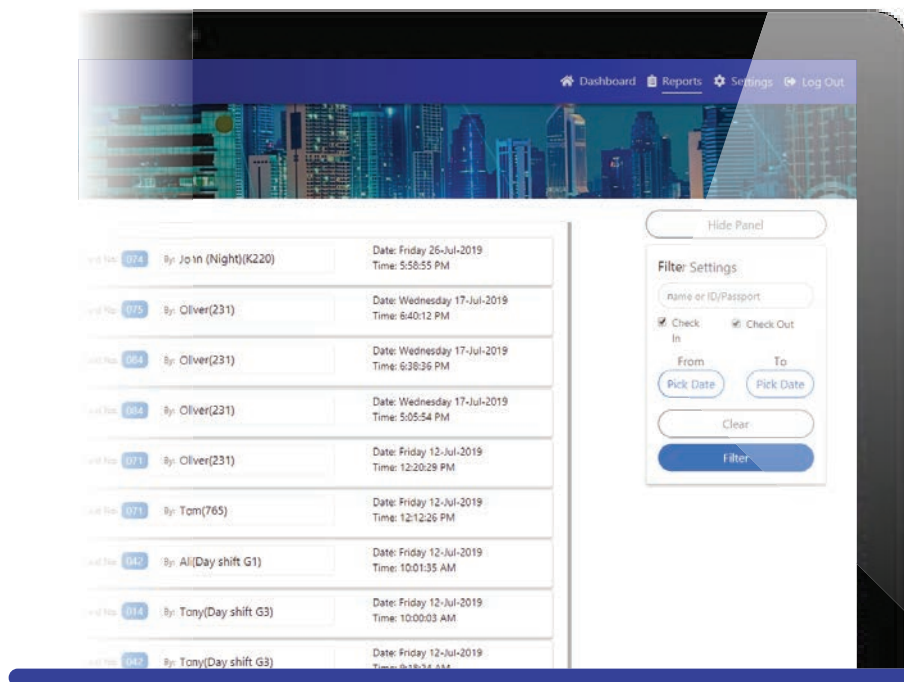 Dashboard Reports Settings Log Out
Hide Panel
074 By: John (Night)(K220) Date: Friday 26-Jul-2019
Time: 5:58:55 PM
075 By: Oliver(231) Date: Wednesday 17-Jul-2019
Time: 6:40:12 PM
084 By: Oliver(231) Date: Wednesday 17-Jul-2019
Time: 6:38:36 PM
084 By: Oliver(231) Date: Wednesday 17-Jul-2019
Time: 5:05:54 PM
071 By: Oliver(231) Date: Friday 12-Jul-2019
Time: 12:20:29 PM
071 By: Tom(765) Date: Friday 12-Jul-2019
Time: 12:12:26 PM
042 By: Ali(Day shift G1) Date: Friday 12-Jul-2019
Time: 10:01:35 AM
014 By: Tony(Day shift G3) Date: Friday 12-Jul-2019
Time: 10:00:03 AM
042 By: Tony(Day shift G3) Date: Friday 12-Jul-2019
Time: 9:18:24 AM
Filter Settings
name or ID/Passport
Check In
Check Out
From To
Pick Date Pick Date
Clear
Filter